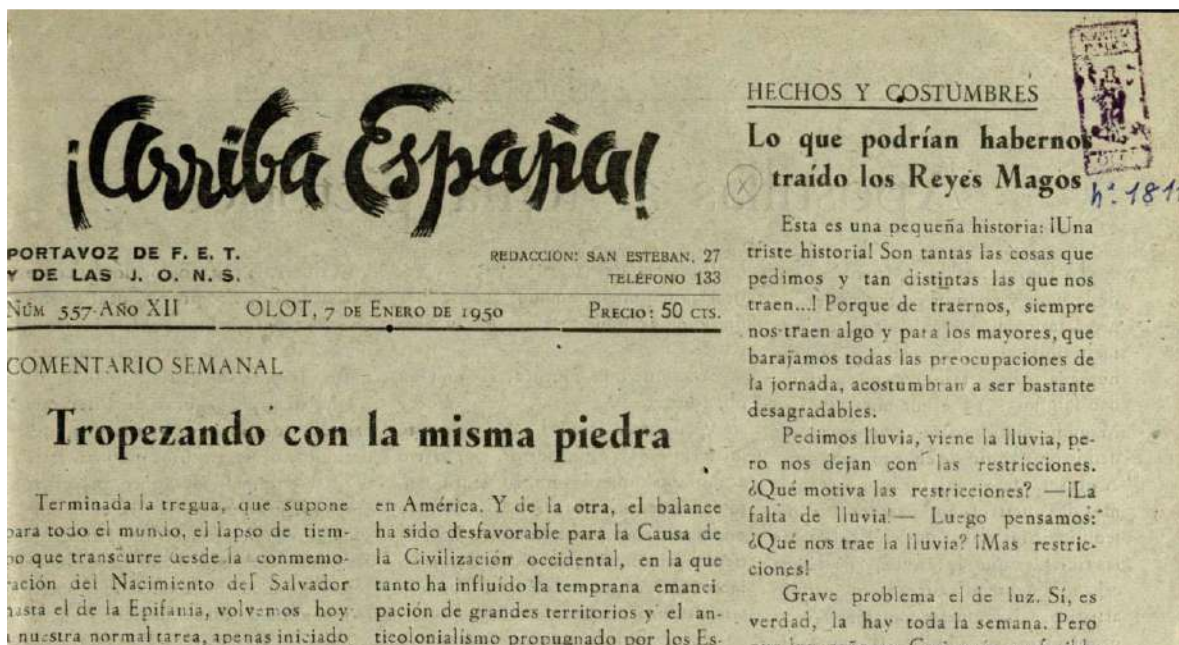 ¡Arriba España!
PORTAVOZ DE F. E. T.
Y DE LAS J. O. N. S.
REDACCIÓN: SAN ESTEBAN, 27
TELÉFONO 133
NÚM 557-AÑO XII
OLOT, 7 DE ENERO DE 1950
PRECIO: 50 CTS.
COMENTARIO SEMANAL
Tropezando con la misma piedra
Terminada la tregua, que supone
para todo el mundo, el lapso de tiem-
po que transcurre desde la conmemo-
ración del Nacimiento del Salvador
hasta el de la Epifanía, volvemos hoy
a nuestra normal tarea, apenas iniciado
en América. Y de la otra, el balance
ha sido desfavorable para la Causa de
la Civilización occidental, en la que
tanto ha influído la temprana emanci
pación de grandes territorios y el an-
ticolonialismo propugnado por los Es-
HECHOS Y COSTUMBRES
Lo que podrían habernos
traído los Reyes Magos
nº 181
Esta es una pequeña historia: ¡Una
triste historia! Son tantas las cosas que
pedimos y tan distintas las que nos
traen...! Porque de traernos, siempre
nos traen algo y para los mayores, que
barajamos todas las preocupaciones de
la jornada, acostumbran a ser bastante
desagradables.
Pedimos lluvia, viene la lluvia, pe-
ro nos dejan con las restricciones.
¿Qué motiva las restricciones? —¡La
falta de lluvia!— Luego pensamos:
¿Qué nos trae la lluvia? ¡Mas restric-
ciones!
Grave problema el de luz. Sí, es
verdad, la hay toda la semana. Pero